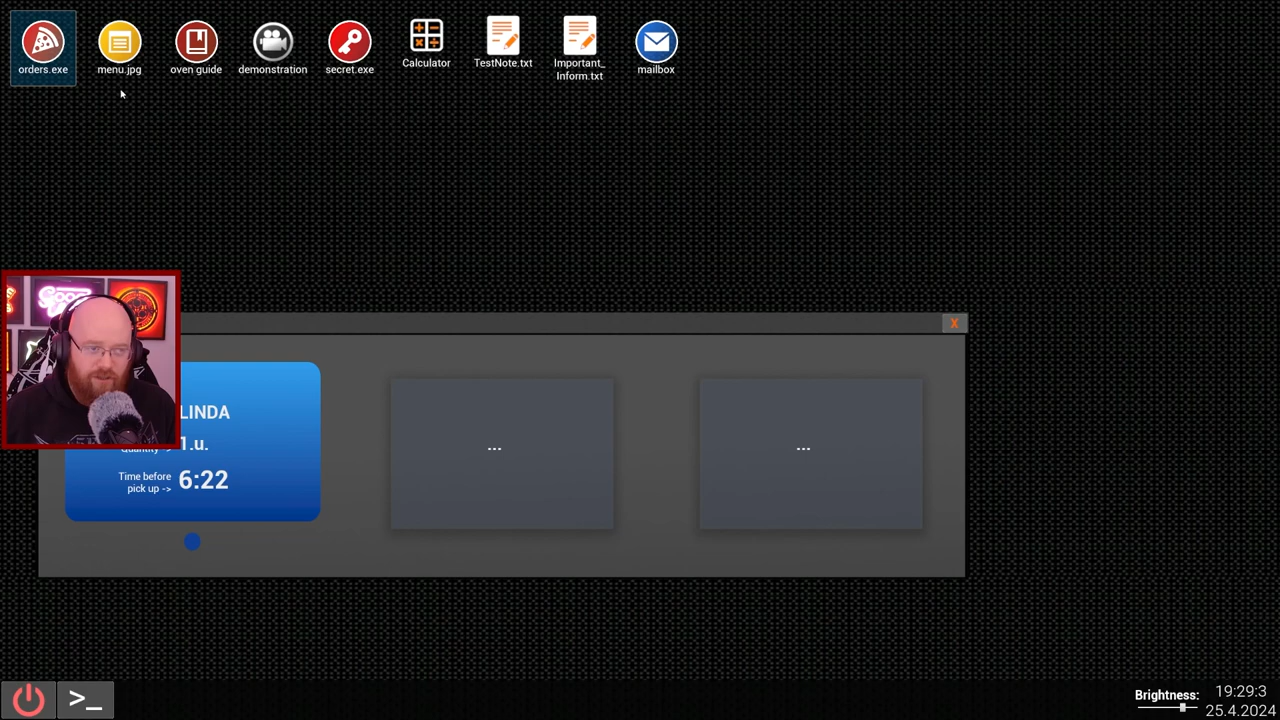 orders.exe
menu.jpg
oven guide
demonstration
secret.exe
Calculator
TestNote.txt
Important_
Inform.txt
mailbox
X
LINDA
Quantity -> 1.u.
Time before
pick up -> 6:22
...
...
>_
Brightness:
19:29:3
25.4.2024